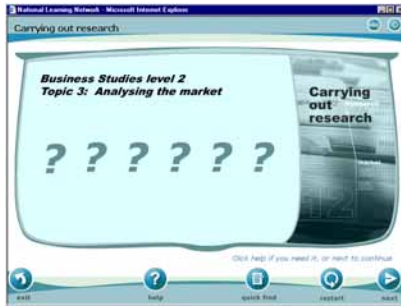 National Learning Network - Microsoft Internet Explorer
Carrying out research
Business Studies level 2
Topic 3: Analysing the market
? ? ? ? ? ?
Carrying
out
research
market
Click help if you need it, or next to continue
exit
help
quick find
restart
next